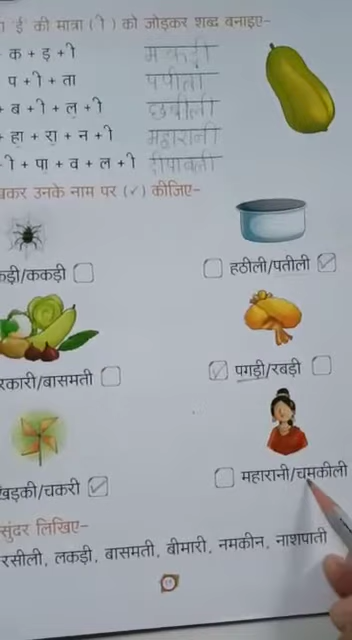 'ई' की मात्रा (ी) को जोड़कर शब्द बनाइए-
क + इ + ी मकड़ी
प + ी + ता पपीता
+ ब + ी + ल + ी छबीली
+ हा + रा + न + ी महारानी
ी + पा + व + ल + ी दीपावली
कर उनके नाम पर (✓) कीजिए-
कड़ी/ककड़ी हठीली/पतीली ✓
रकारी/बासमती ✓ पगड़ी/रबड़ी
खिड़की/चकरी ✓ महारानी/चमकीली
सुंदर लिखिए-
रसीली, लकड़ी, बासमती, बीमारी, नमकीन, नाशपाती